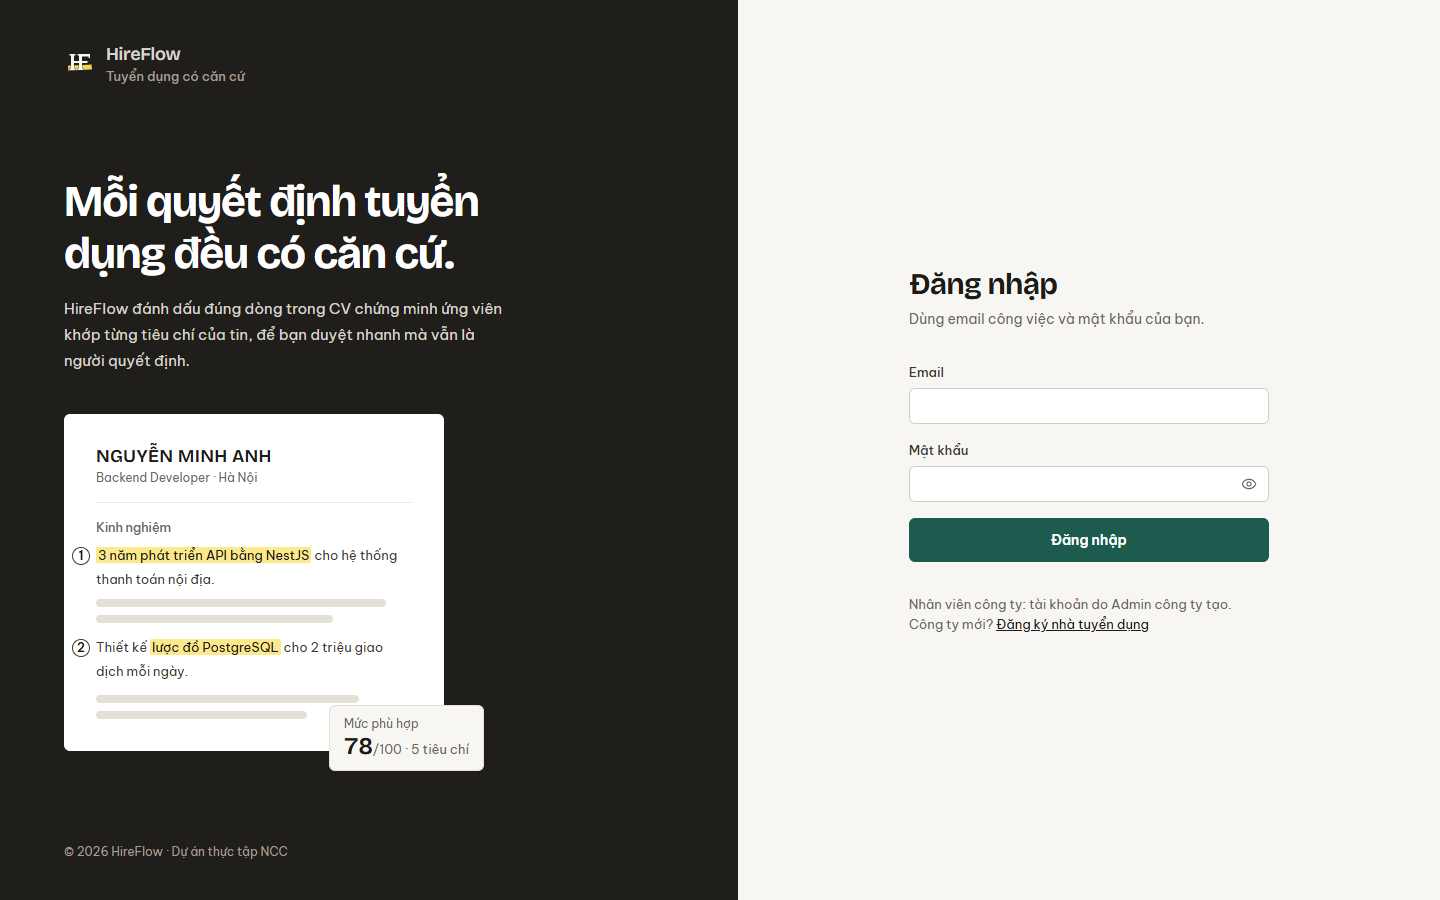 HireFlow
Tuyển dụng có căn cứ
Mỗi quyết định tuyển
dụng đều có căn cứ.
HireFlow đánh dấu đúng dòng trong CV chứng minh ứng viên
khớp từng tiêu chí của tin, để bạn duyệt nhanh mà vẫn là
người quyết định.
NGUYỄN MINH ANH
Backend Developer · Hà Nội
Kinh nghiệm
1 3 năm phát triển API bằng NestJS cho hệ thống
thanh toán nội địa.
2 Thiết kế lược đồ PostgreSQL cho 2 triệu giao
dịch mỗi ngày.
Mức phù hợp
78/100 · 5 tiêu chí
© 2026 HireFlow · Dự án thực tập NCC
Đăng nhập
Dùng email công việc và mật khẩu của bạn.
Email
Mật khẩu
Đăng nhập
Nhân viên công ty: tài khoản do Admin công ty tạo.
Công ty mới? Đăng ký nhà tuyển dụng